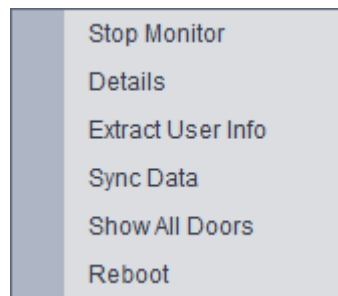 Stop Monitor
Details
Extract User Info
Sync Data
Show All Doors
Reboot